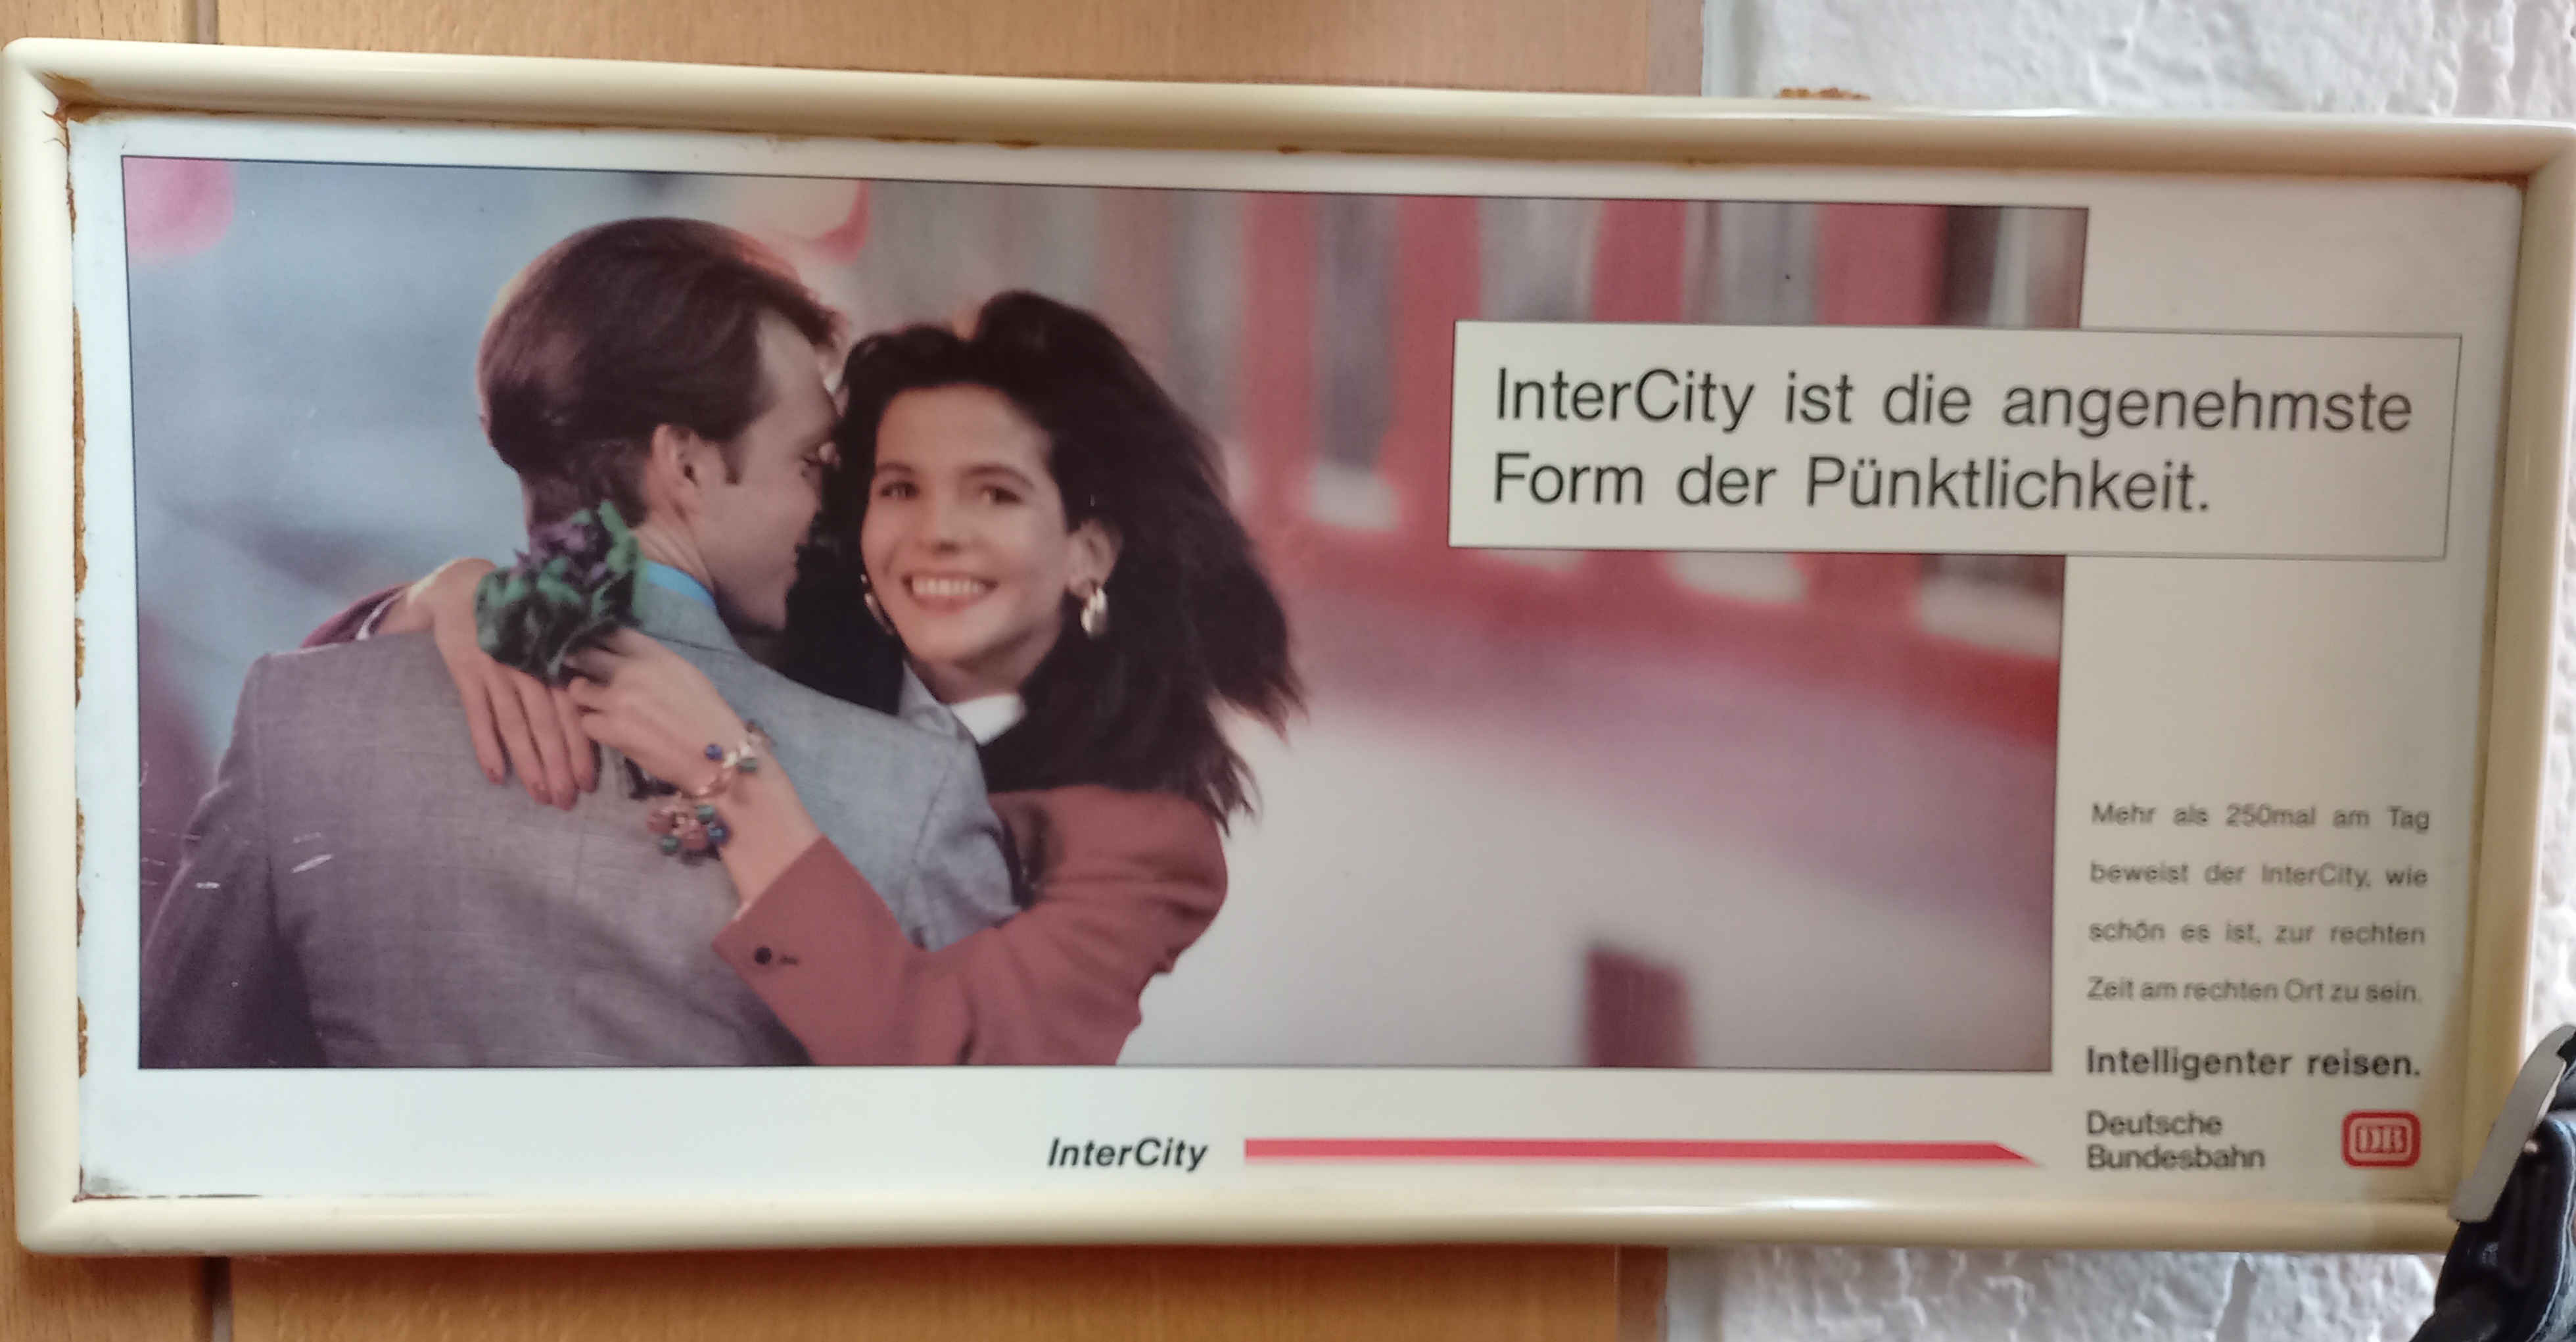 InterCity ist die angenehmste
Form der Pünktlichkeit.
Mehr als 250mal am Tag
beweist der InterCity, wie
schön es ist, zur rechten
Zeit am rechten Ort zu sein.
Intelligenter reisen.
InterCity
Deutsche
Bundesbahn
DB